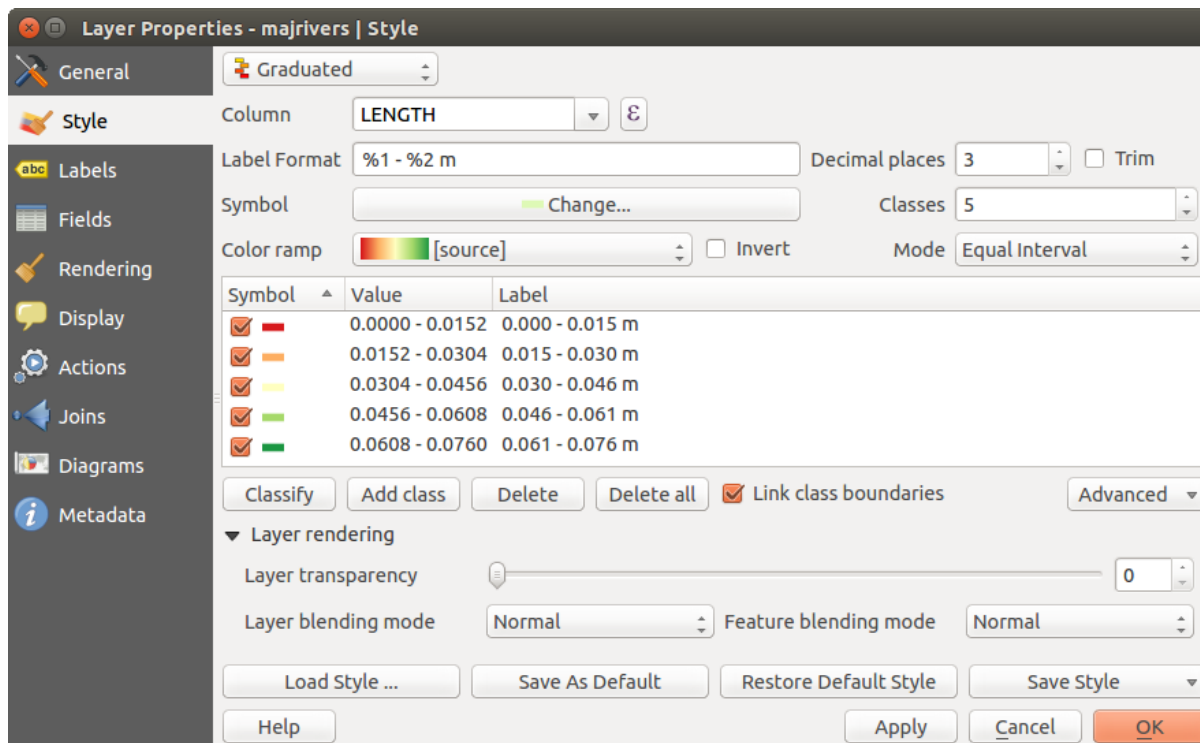 Layer Properties - majrivers | Style
General
Style
abc Labels
Fields
Rendering
Display
Actions
Joins
Diagrams
i Metadata
Graduated
Column LENGTH ε
Label Format %1 - %2 m Decimal places 3 Trim
Symbol Change... Classes 5
Color ramp [source] Invert Mode Equal Interval
Symbol Value Label
0.0000 - 0.0152 0.000 - 0.015 m
0.0152 - 0.0304 0.015 - 0.030 m
0.0304 - 0.0456 0.030 - 0.046 m
0.0456 - 0.0608 0.046 - 0.061 m
0.0608 - 0.0760 0.061 - 0.076 m
Classify Add class Delete Delete all Link class boundaries Advanced
Layer rendering
Layer transparency 0
Layer blending mode Normal Feature blending mode Normal
Load Style ... Save As Default Restore Default Style Save Style
Help Apply Cancel OK